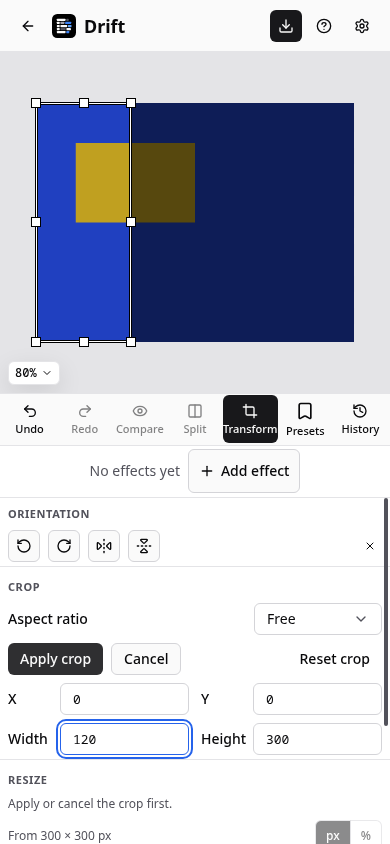 Drift
80%
Undo
Redo
Compare
Split
Transform
Presets
History
No effects yet
Add effect
ORIENTATION
CROP
Aspect ratio
Free
Apply crop
Cancel
Reset crop
X
0
Y
0
Width
120
Height
300
RESIZE
Apply or cancel the crop first.
From 300 × 300 px
px
%